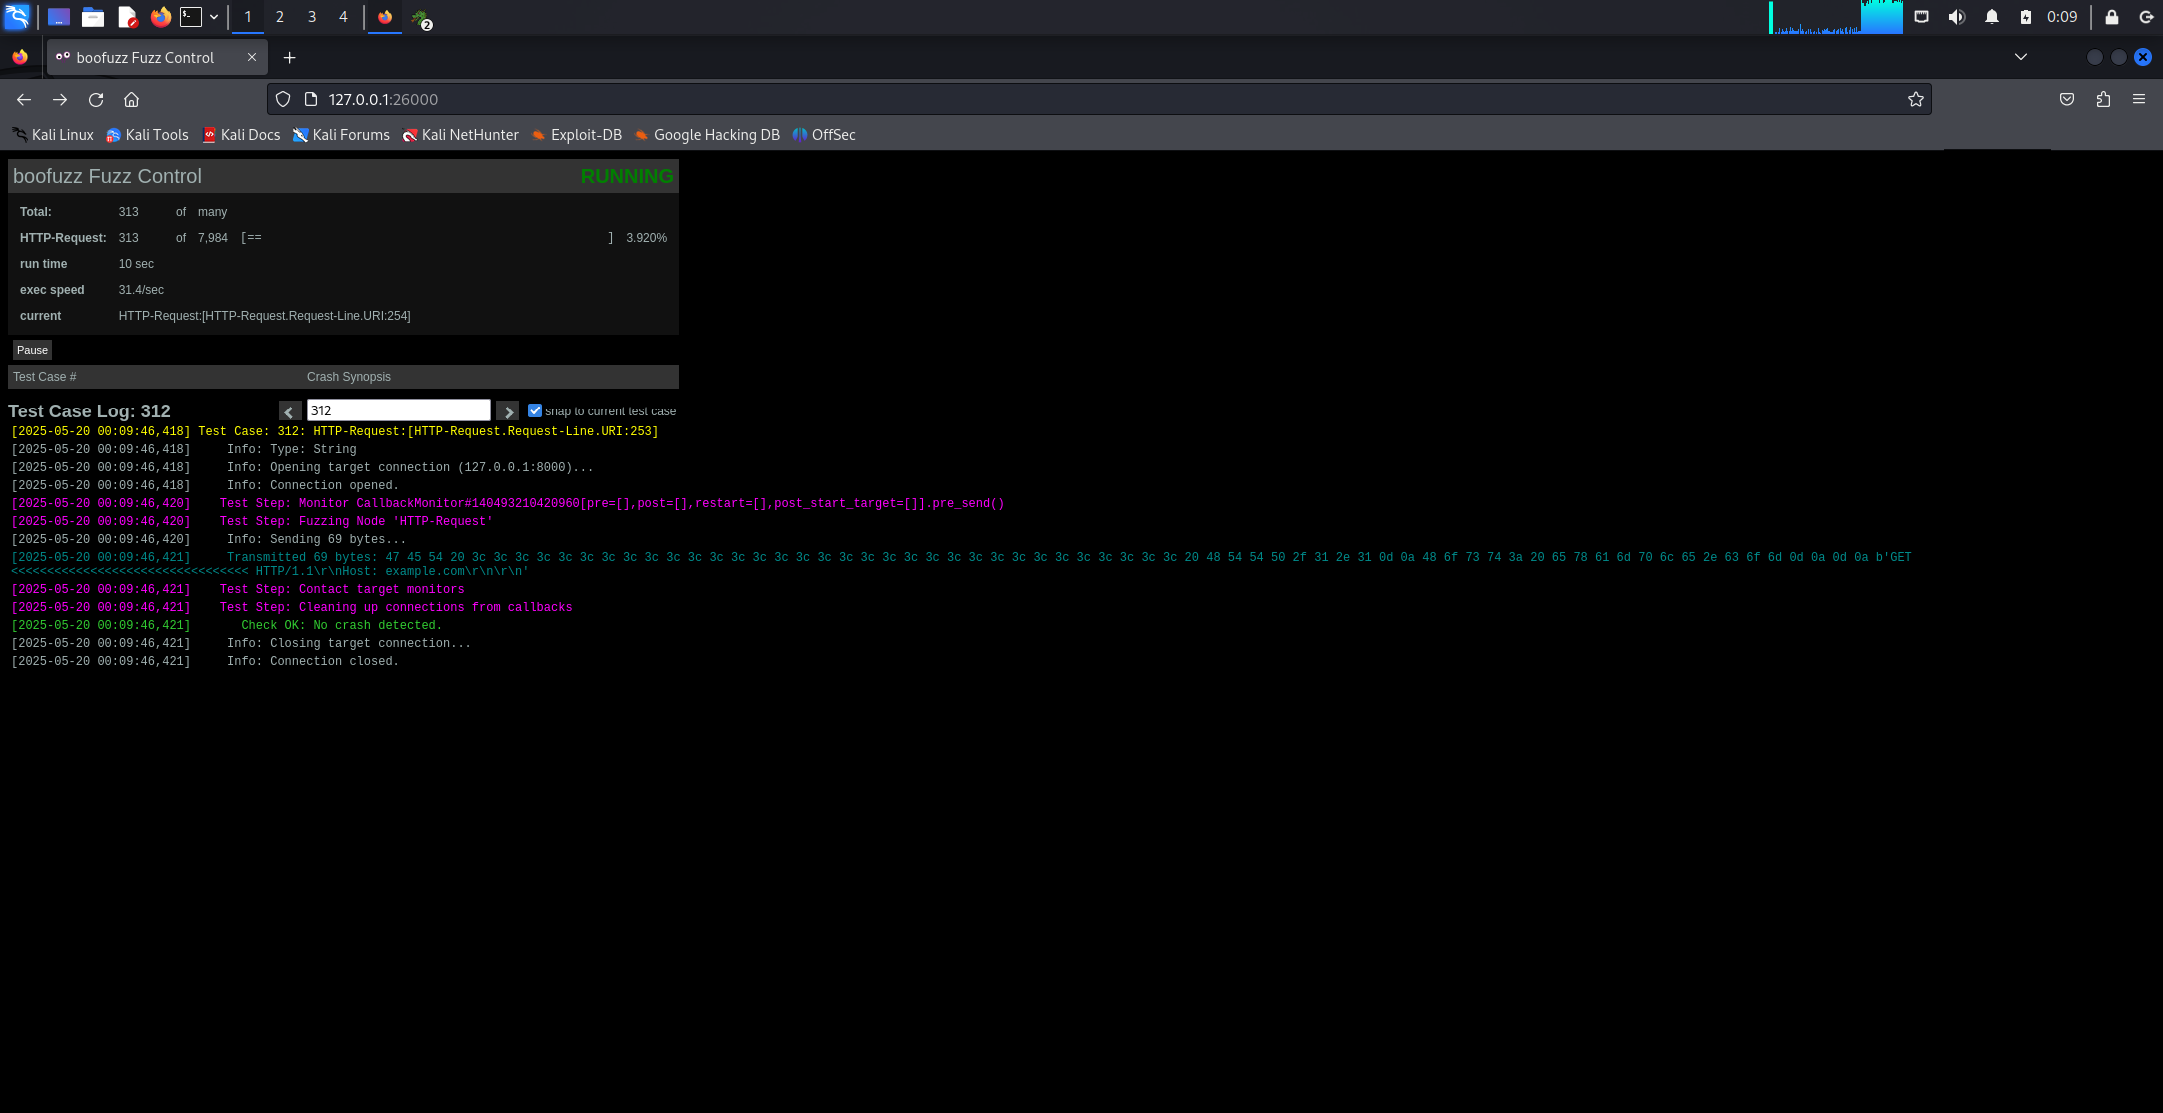 1 2 3 4 2 0:09
boofuzz Fuzz Control
127.0.0.1:26000
Kali Linux Kali Tools Kali Docs Kali Forums Kali NetHunter Exploit-DB Google Hacking DB OffSec
boofuzz Fuzz Control RUNNING
Total: 313 of many
HTTP-Request: 313 of 7,984 [== ] 3.920%
run time 10 sec
exec speed 31.4/sec
current HTTP-Request:[HTTP-Request.Request-Line.URI:254]
Pause
Test Case # Crash Synopsis
Test Case Log: 312 312 snap to current test case
[2025-05-20 00:09:46,418] Test Case: 312: HTTP-Request:[HTTP-Request.Request-Line.URI:253]
[2025-05-20 00:09:46,418] Info: Type: String
[2025-05-20 00:09:46,418] Info: Opening target connection (127.0.0.1:8000)...
[2025-05-20 00:09:46,418] Info: Connection opened.
[2025-05-20 00:09:46,420] Test Step: Monitor CallbackMonitor#140493210420960[pre=[],post=[],restart=[],post_start_target=[]].pre_send()
[2025-05-20 00:09:46,420] Test Step: Fuzzing Node 'HTTP-Request'
[2025-05-20 00:09:46,420] Info: Sending 69 bytes...
[2025-05-20 00:09:46,421] Transmitted 69 bytes: 47 45 54 20 3c 3c 3c 3c 3c 3c 3c 3c 3c 3c 3c 3c 3c 3c 3c 3c 3c 3c 3c 3c 3c 3c 3c 3c 3c 3c 3c 3c 3c 3c 3c 3c 3c 20 48 54 54 50 2f 31 2e 31 0d 0a 48 6f 73 74 3a 20 65 78 61 6d 70 6c 65 2e 63 6f 6d 0d 0a 0d 0a b'GET
<<<<<<<<<<<<<<<<<<<<<<<<<<<<<<<<< HTTP/1.1\r\nHost: example.com\r\n\r\n'
[2025-05-20 00:09:46,421] Test Step: Contact target monitors
[2025-05-20 00:09:46,421] Test Step: Cleaning up connections from callbacks
[2025-05-20 00:09:46,421] Check OK: No crash detected.
[2025-05-20 00:09:46,421] Info: Closing target connection...
[2025-05-20 00:09:46,421] Info: Connection closed.